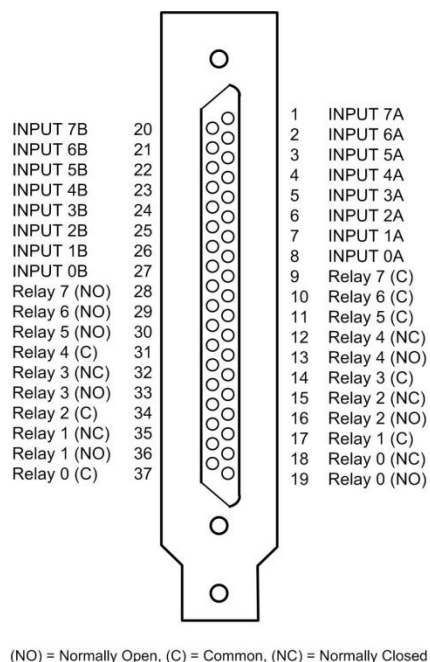 INPUT 7B 20
INPUT 6B 21
INPUT 5B 22
INPUT 4B 23
INPUT 3B 24
INPUT 2B 25
INPUT 1B 26
INPUT 0B 27
Relay 7 (NO) 28
Relay 6 (NO) 29
Relay 5 (NO) 30
Relay 4 (C) 31
Relay 3 (NC) 32
Relay 3 (NO) 33
Relay 2 (C) 34
Relay 1 (NC) 35
Relay 1 (NO) 36
Relay 0 (C) 37
1 INPUT 7A
2 INPUT 6A
3 INPUT 5A
4 INPUT 4A
5 INPUT 3A
6 INPUT 2A
7 INPUT 1A
8 INPUT 0A
9 Relay 7 (C)
10 Relay 6 (C)
11 Relay 5 (C)
12 Relay 4 (NC)
13 Relay 4 (NO)
14 Relay 3 (C)
15 Relay 2 (NC)
16 Relay 2 (NO)
17 Relay 1 (C)
18 Relay 0 (NC)
19 Relay 0 (NO)
(NO) = Normally Open, (C) = Common, (NC) = Normally Closed